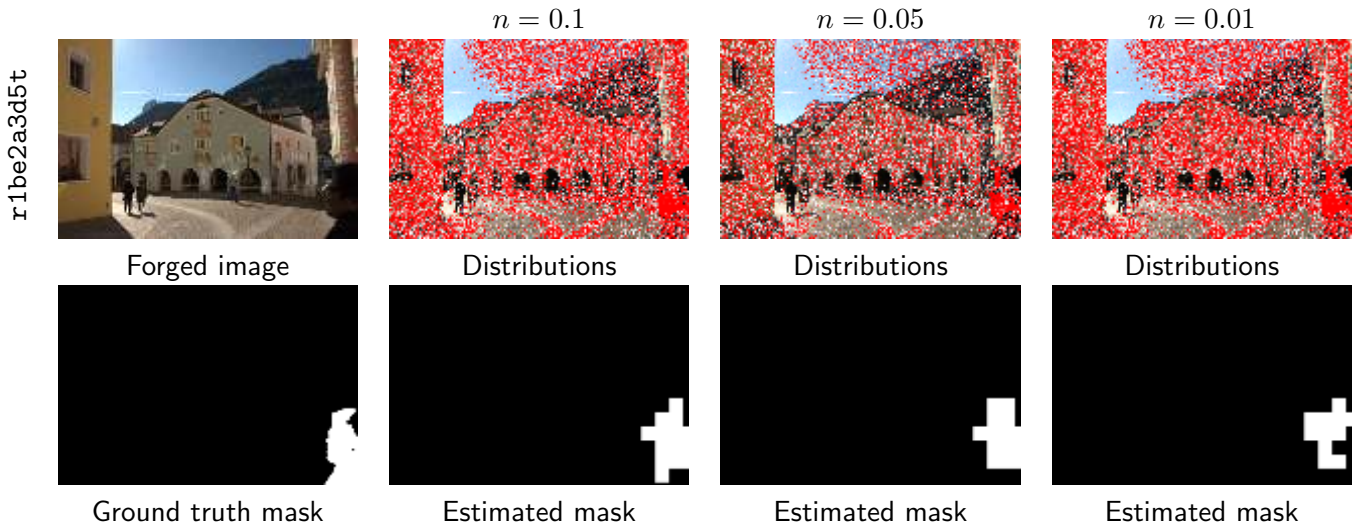 n = 0.1
n = 0.05
n = 0.01
r1be2a3d5t
Forged image
Distributions
Distributions
Distributions
Ground truth mask
Estimated mask
Estimated mask
Estimated mask